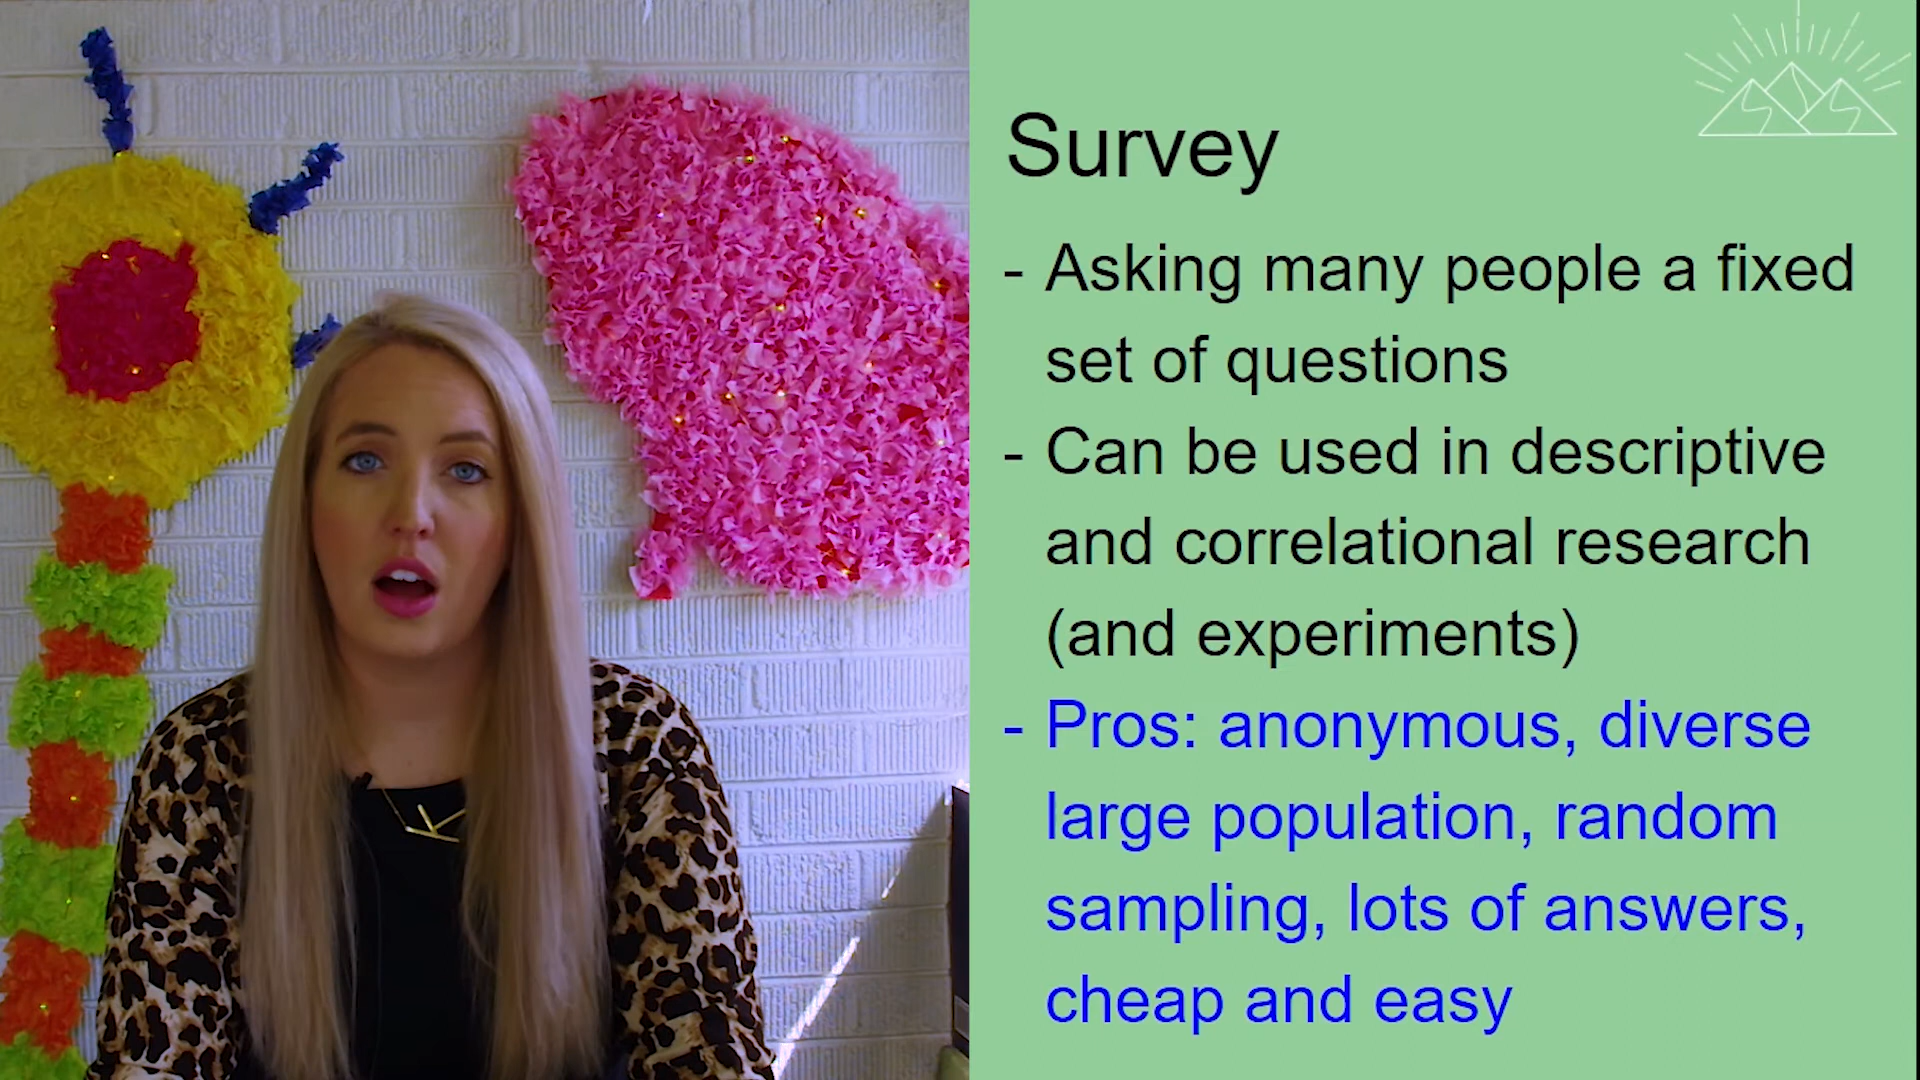 Survey
- Asking many people a fixed
set of questions
- Can be used in descriptive
and correlational research
(and experiments)
- Pros: anonymous, diverse
large population, random
sampling, lots of answers,
cheap and easy